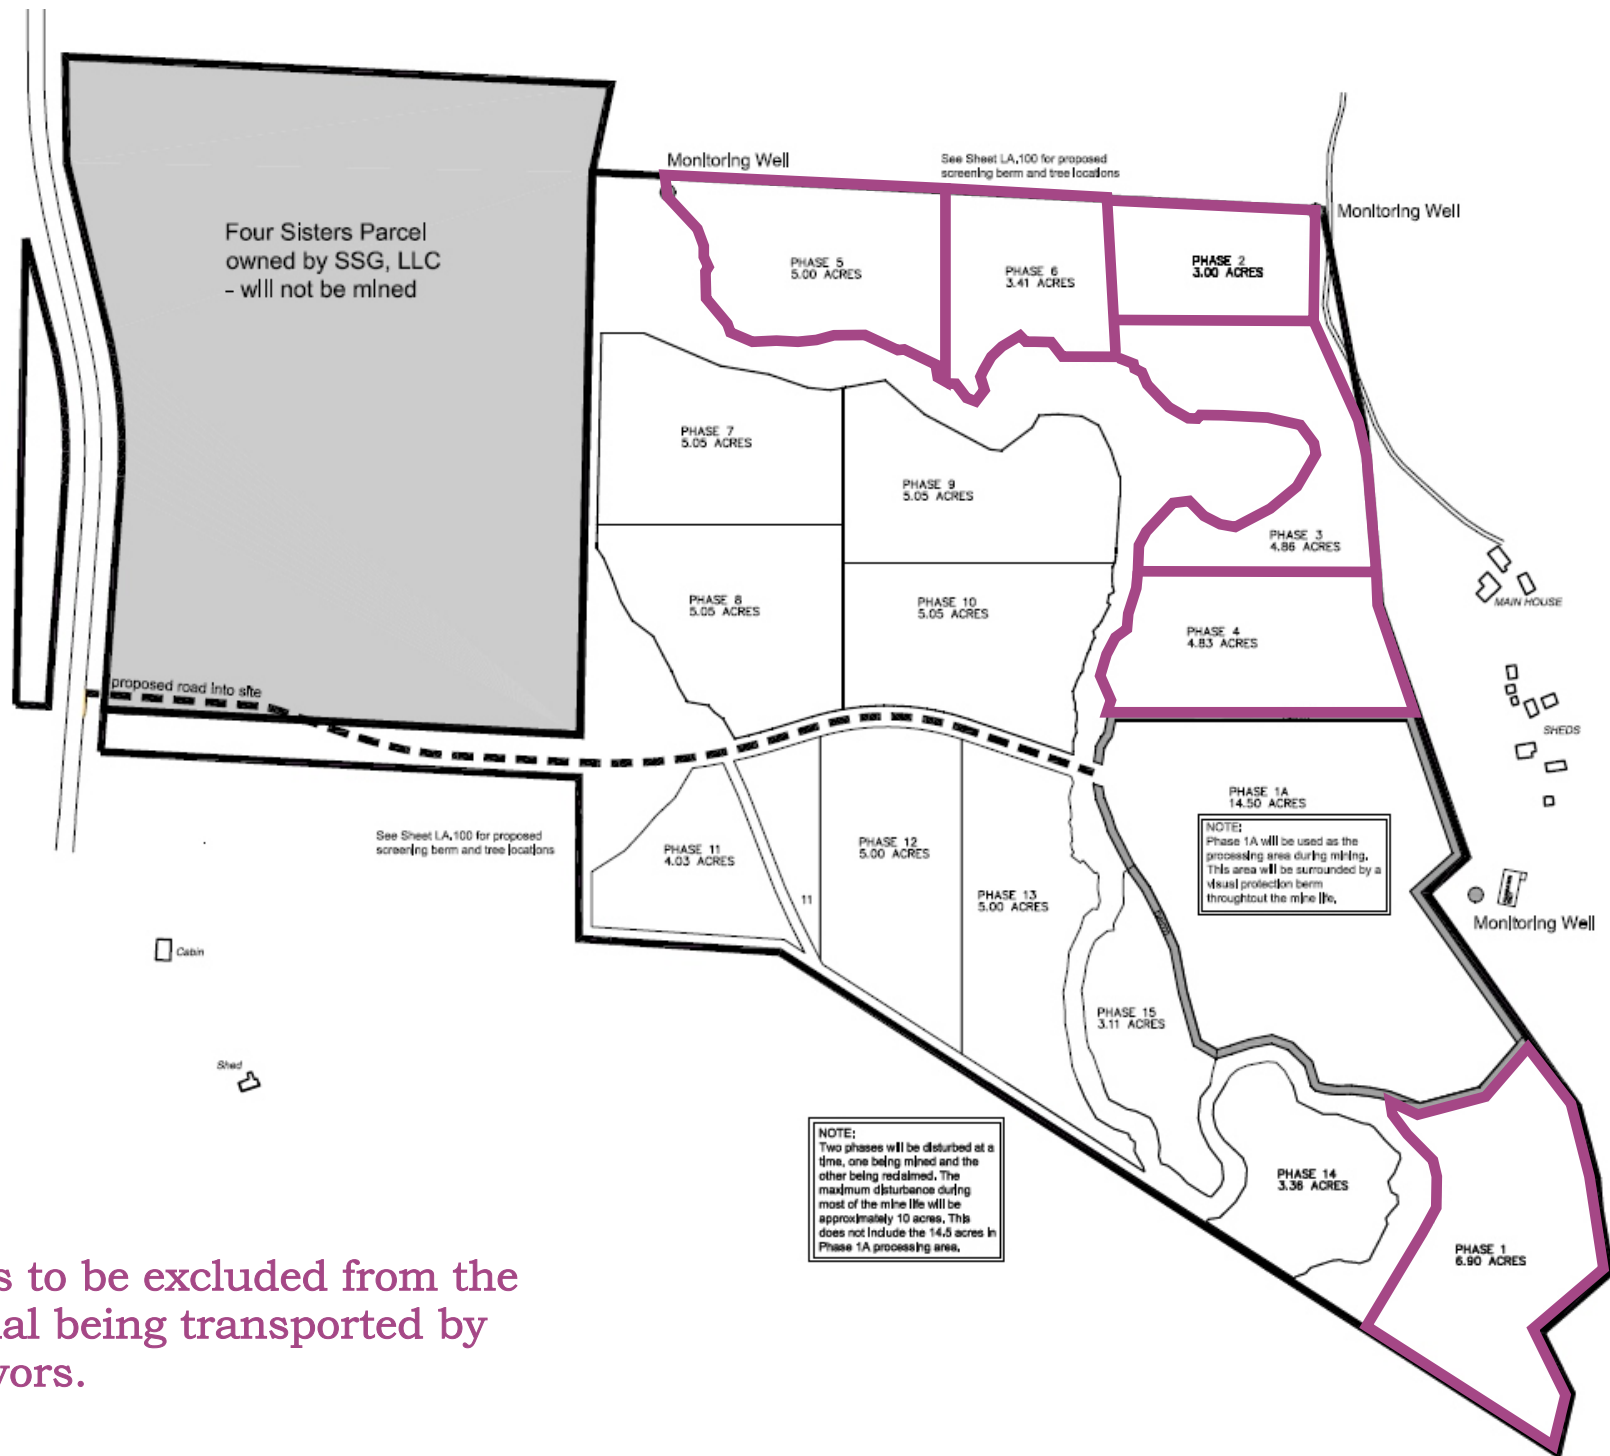 Monitoring Well
See Sheet LA.100 for proposed
screening berm and tree locations
Monitoring Well
Four Sisters Parcel
owned by SSG, LLC
- will not be mined
PHASE 5
5.00 ACRES
PHASE 6
3.41 ACRES
PHASE 2
3.00 ACRES
PHASE 7
5.05 ACRES
PHASE 9
5.05 ACRES
PHASE 3
4.86 ACRES
PHASE 8
5.05 ACRES
PHASE 10
5.05 ACRES
MAIN HOUSE
PHASE 4
4.83 ACRES
proposed road into site
SHEDS
PHASE 1A
14.50 ACRES
NOTE:
Phase 1A will be used as the
processing area during mining.
This area will be surrounded by a
visual protection berm
throughtout the mine life.
See Sheet LA.100 for proposed
screening berm and tree locations
PHASE 11
4.03 ACRES
PHASE 12
5.00 ACRES
PHASE 13
5.00 ACRES
11
Monitoring Well
Cabin
PHASE 15
3.11 ACRES
Shed
NOTE:
Two phases will be disturbed at a
time, one being mined and the
other being reclaimed. The
maximum disturbance during
most of the mine life will be
approximately 10 acres. This
does not include the 14.5 acres in
Phase 1A processing area.
PHASE 14
3.36 ACRES
PHASE 1
6.90 ACRES
s to be excluded from the
al being transported by
vors.